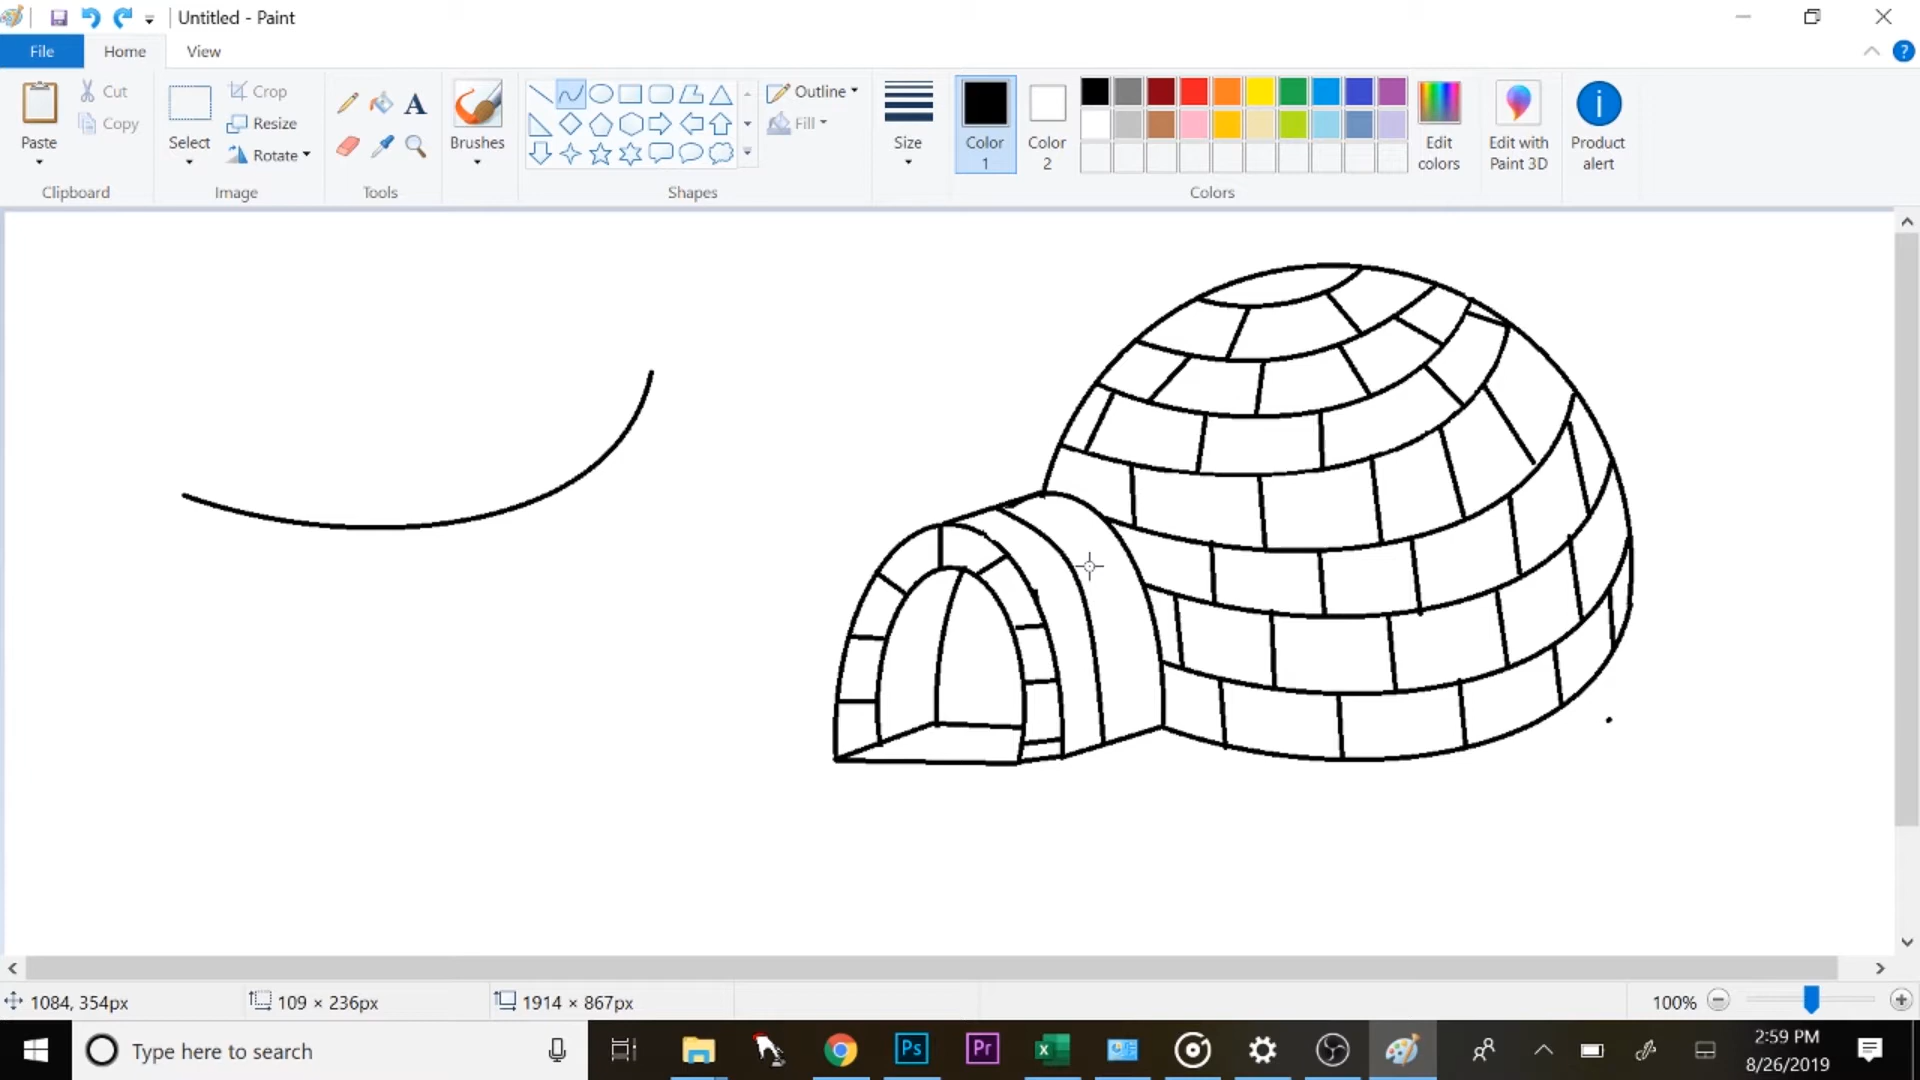 Untitled - Paint
File Home View
Paste
Cut
Copy
Clipboard
Select
Crop
Resize
Rotate
Image
A
Tools
Brushes
Outline
Fill
Shapes
Size
Color 1
Color 2
Colors
Edit colors
Edit with Paint 3D
Product alert
?
1084, 354px
109 × 236px
1914 × 867px
100%
Type here to search
Ps
Pr
X
2:59 PM
8/26/2019